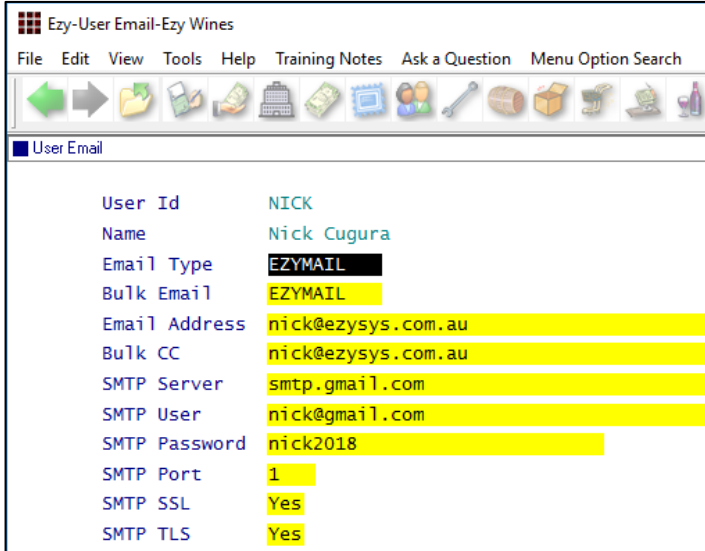 Ezy-User Email-Ezy Wines
File Edit View Tools Help Training Notes Ask a Question Menu Option Search
User Email
User Id NICK
Name Nick Cugura
Email Type EZYMAIL
Bulk Email EZYMAIL
Email Address nick@ezysys.com.au
Bulk CC nick@ezysys.com.au
SMTP Server smtp.gmail.com
SMTP User nick@gmail.com
SMTP Password nick2018
SMTP Port 1
SMTP SSL Yes
SMTP TLS Yes